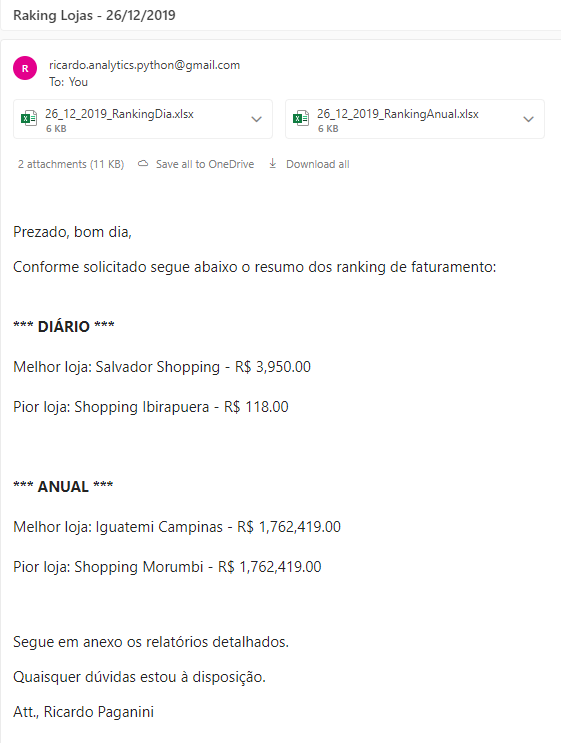 Raking Lojas - 26/12/2019
R
ricardo.analytics.python@gmail.com
To: You
26_12_2019_RankingDia.xlsx
6 KB
26_12_2019_RankingAnual.xlsx
6 KB
2 attachments (11 KB) Save all to OneDrive Download all
Prezado, bom dia,
Conforme solicitado segue abaixo o resumo dos ranking de faturamento:
*** DIÁRIO ***
Melhor loja: Salvador Shopping - R$ 3,950.00
Pior loja: Shopping Ibirapuera - R$ 118.00
*** ANUAL ***
Melhor loja: Iguatemi Campinas - R$ 1,762,419.00
Pior loja: Shopping Morumbi - R$ 1,762,419.00
Segue em anexo os relatórios detalhados.
Quaisquer dúvidas estou à disposição.
Att., Ricardo Paganini